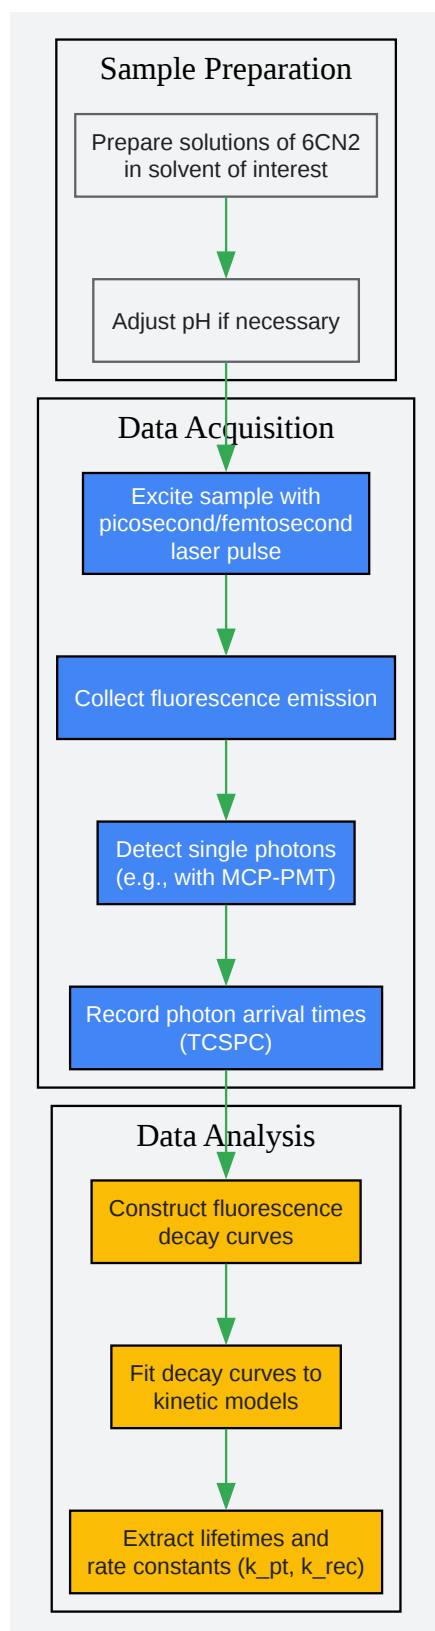 Sample Preparation
Prepare solutions of 6CN2
in solvent of interest
Adjust pH if necessary
Data Acquisition
Excite sample with
picosecond/femtosecond
laser pulse
Collect fluorescence emission
Detect single photons
(e.g., with MCP-PMT)
Record photon arrival times
(TCSPC)
Data Analysis
Construct fluorescence
decay curves
Fit decay curves to
kinetic models
Extract lifetimes and
rate constants (k_pt, k_rec)